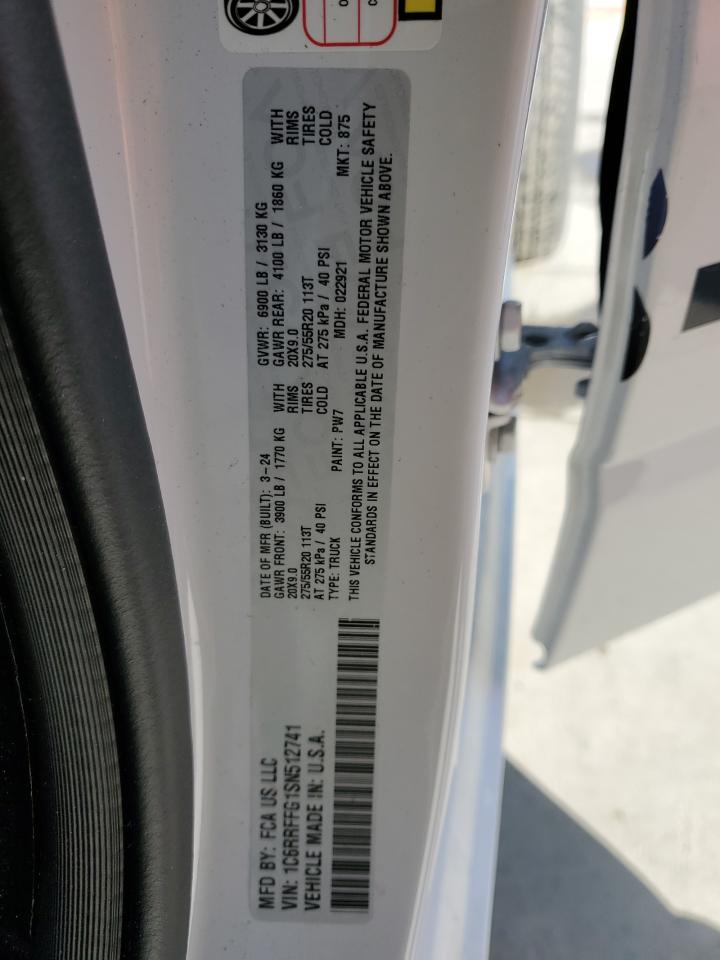 MFD BY: FCA US LLC
VIN: 1C6RRFFG1SN512741
VEHICLE MADE IN: U.S.A.
DATE OF MFR (BUILT): 3-24 GVWR: 6900 LB / 3130 KG
GAWR FRONT: 3900 LB / 1770 KG WITH GAWR REAR: 4100 LB / 1860 KG WITH
20X9.0 RIMS 20X9.0 RIMS
275/55R20 113T TIRES 275/55R20 113T TIRES
AT 275 kPa / 40 PSI COLD AT 275 kPa / 40 PSI COLD
TYPE: TRUCK PAINT: PW7 MDH: 022921 MKT: 875
THIS VEHICLE CONFORMS TO ALL APPLICABLE U.S.A. FEDERAL MOTOR VEHICLE SAFETY
STANDARDS IN EFFECT ON THE DATE OF MANUFACTURE SHOWN ABOVE.